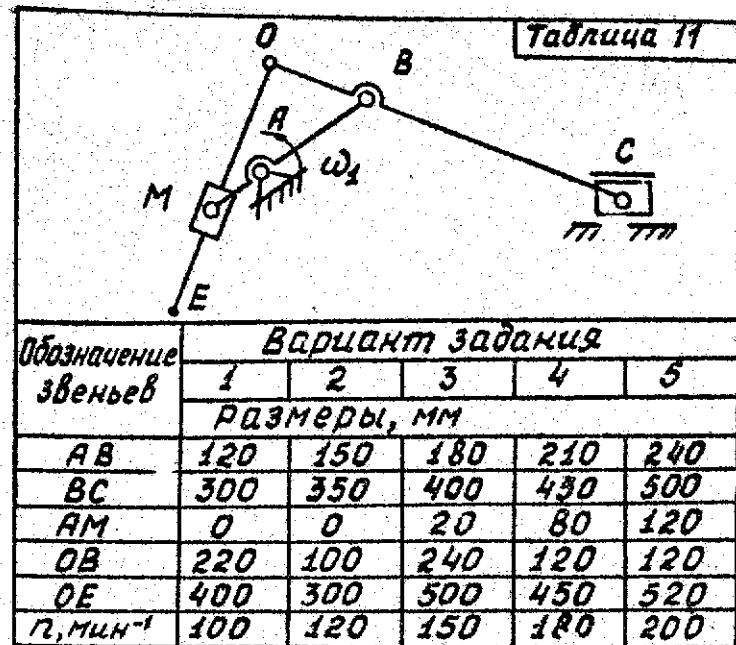 Таблица 11
O
B
A
ω1
C
M
E
Обозначение звеньев
Вариант задания
1 2 3 4 5
Размеры, мм
AB 120 150 180 210 240
BC 300 350 400 450 500
AM 0 0 20 80 120
OB 220 100 240 120 120
OE 400 300 500 450 520
n, мин⁻¹ 100 120 150 180 200